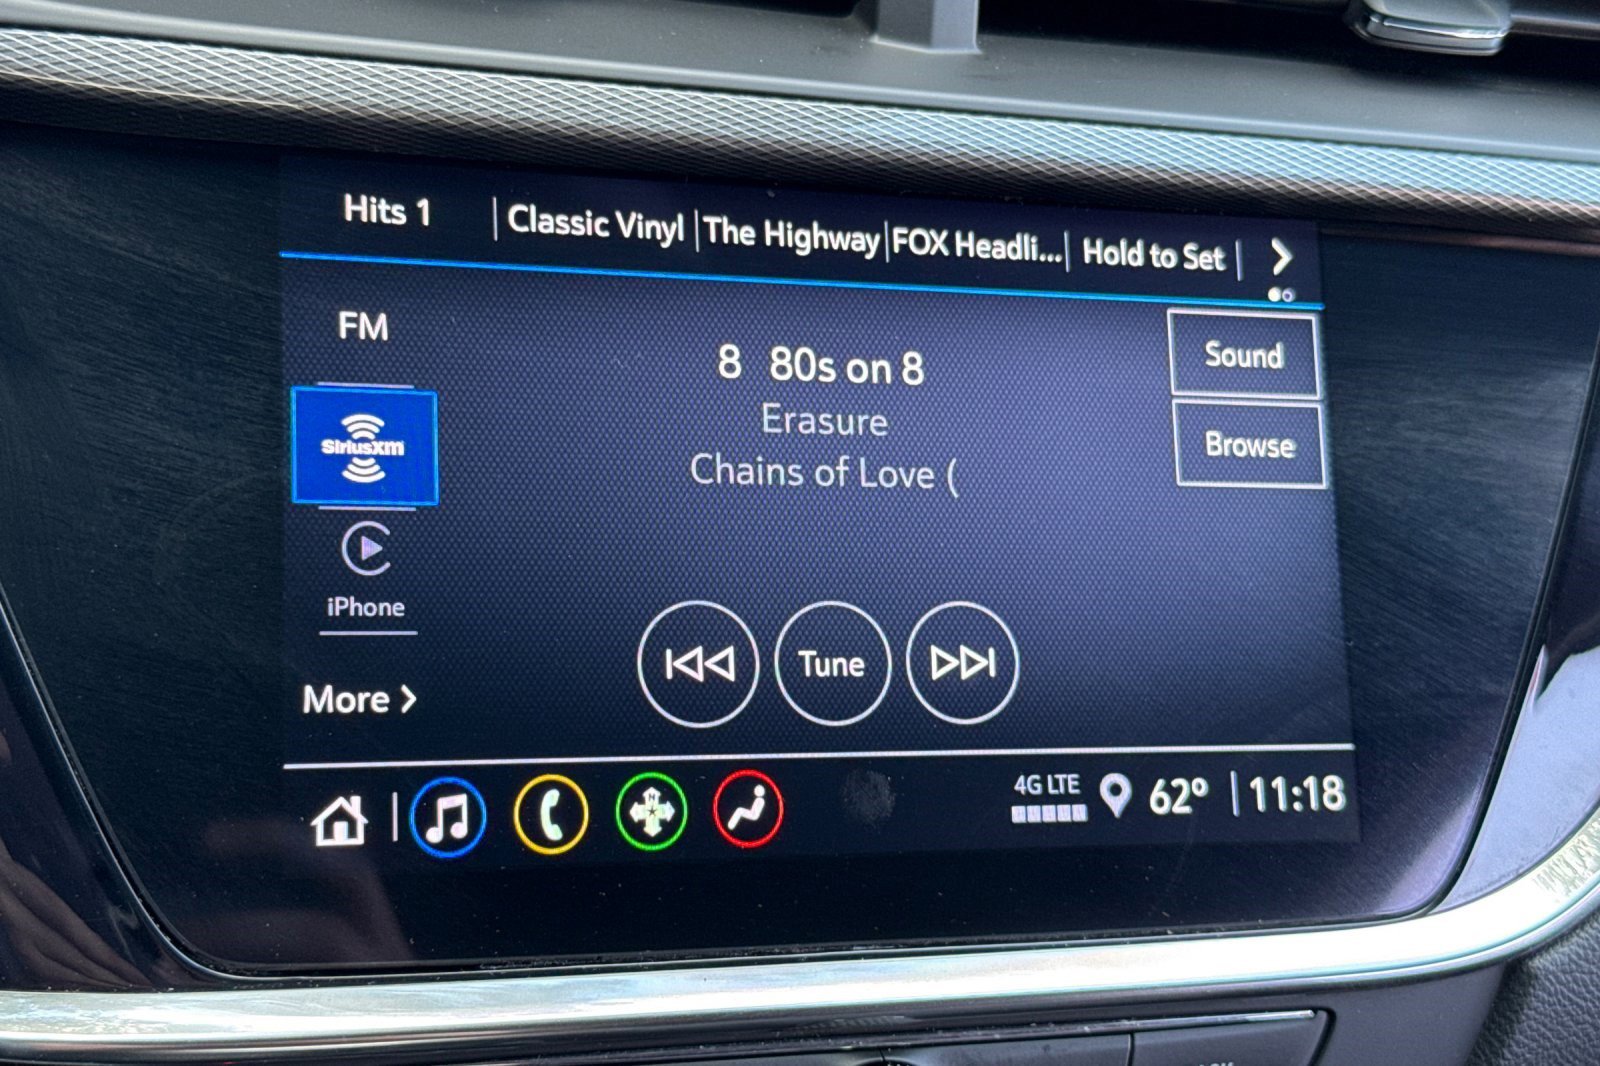 Hits 1 Classic Vinyl The Highway FOX Headli... Hold to Set
FM
8 80s on 8
Sound
Erasure
SiriusXM
Browse
Chains of Love (
iPhone
Tune
More
4G LTE 62° 11:18